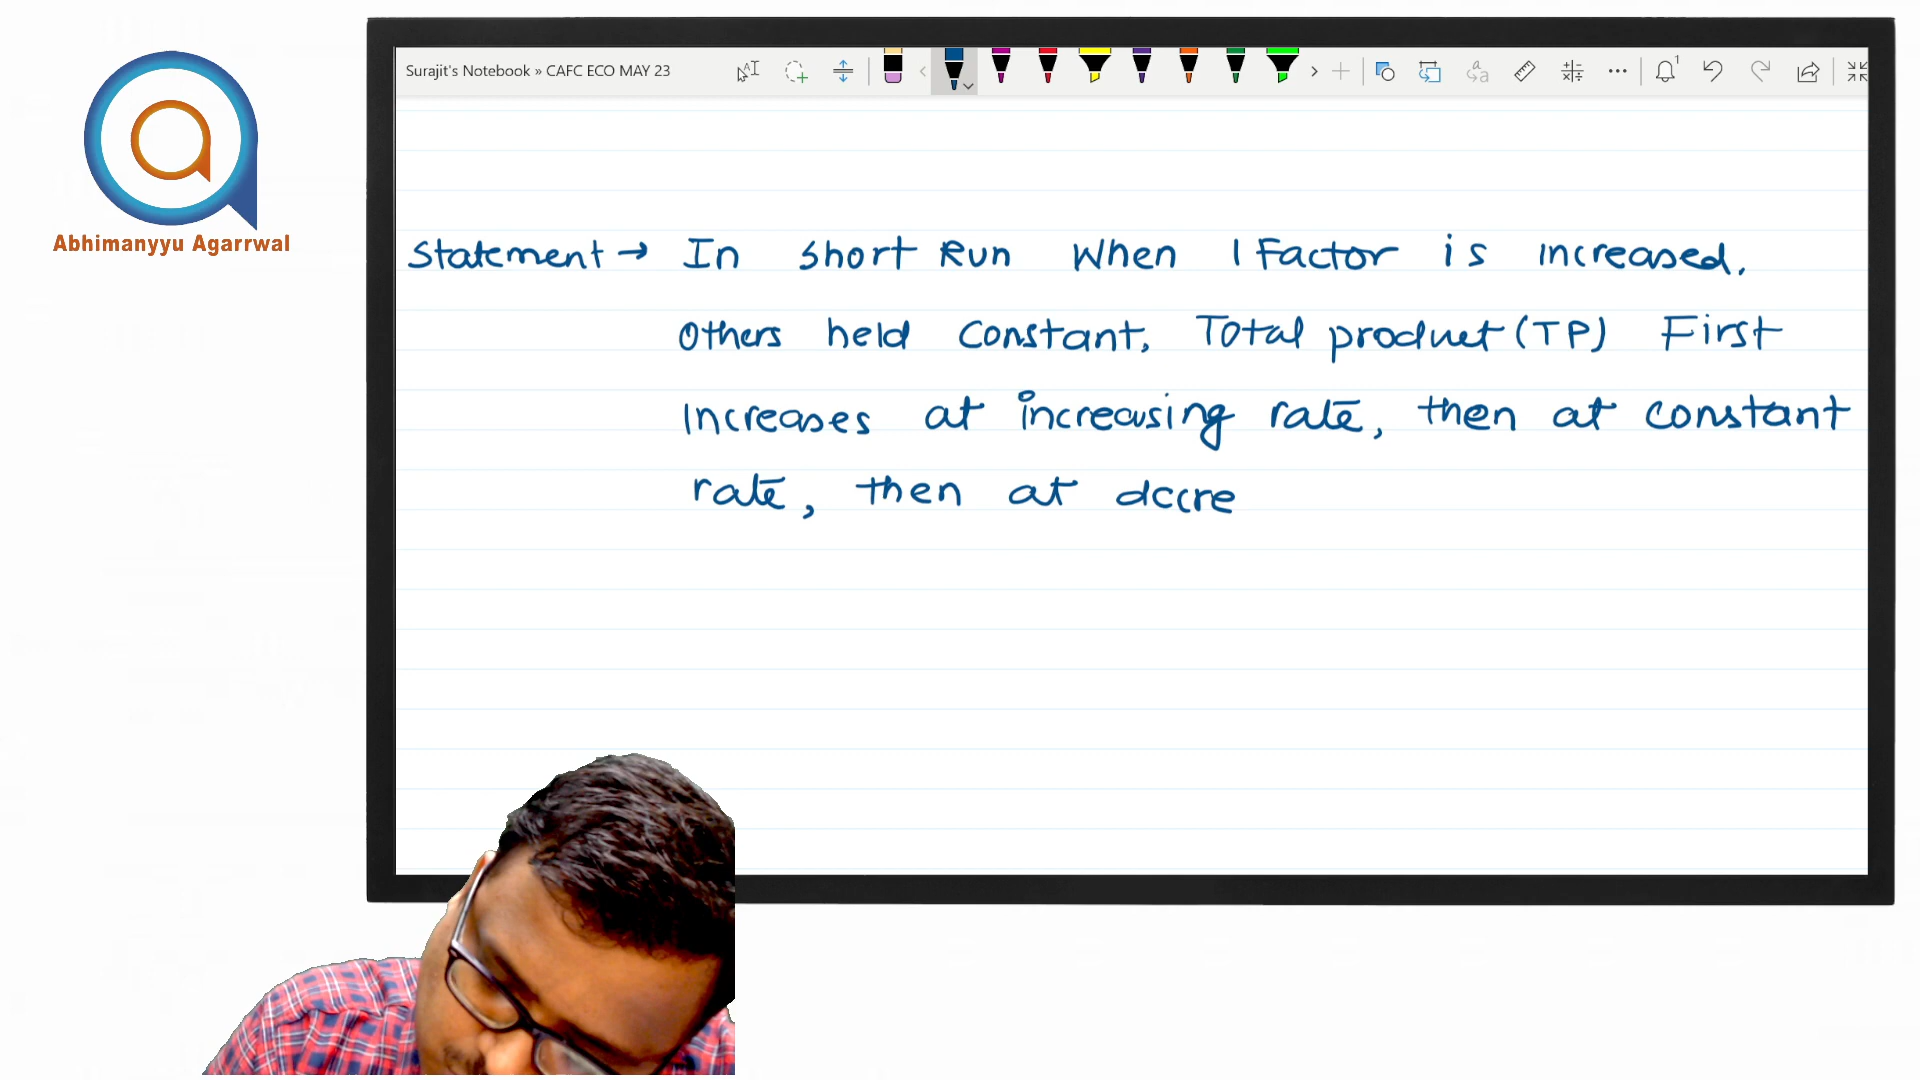 Abhimanyyu Agarrwal
Surajit's Notebook » CAFC ECO MAY 23
Statement → In Short Run When 1 Factor is increased.
Others held Constant, Total product (TP) First
Increases at increasing rate, then at constant
rate, then at decre